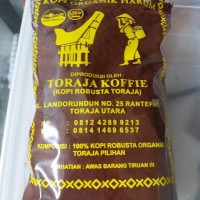 KOPI ORGANIK HARUM
DIPRODUKSI OLEH :
TORAJA KOFFIE
(KOPI ROBUSTA TORAJA)
JL. LANDORUNDUN NO. 25 RANTEPAO
TORAJA UTARA
0812 4289 9213
0814 1469 6537
KOMPOSISI : 100% KOPI ROBUSTA ORGANIK
TORAJA PILIHAN
PERHATIAN : AWAS BARANG TIRUAN !!!